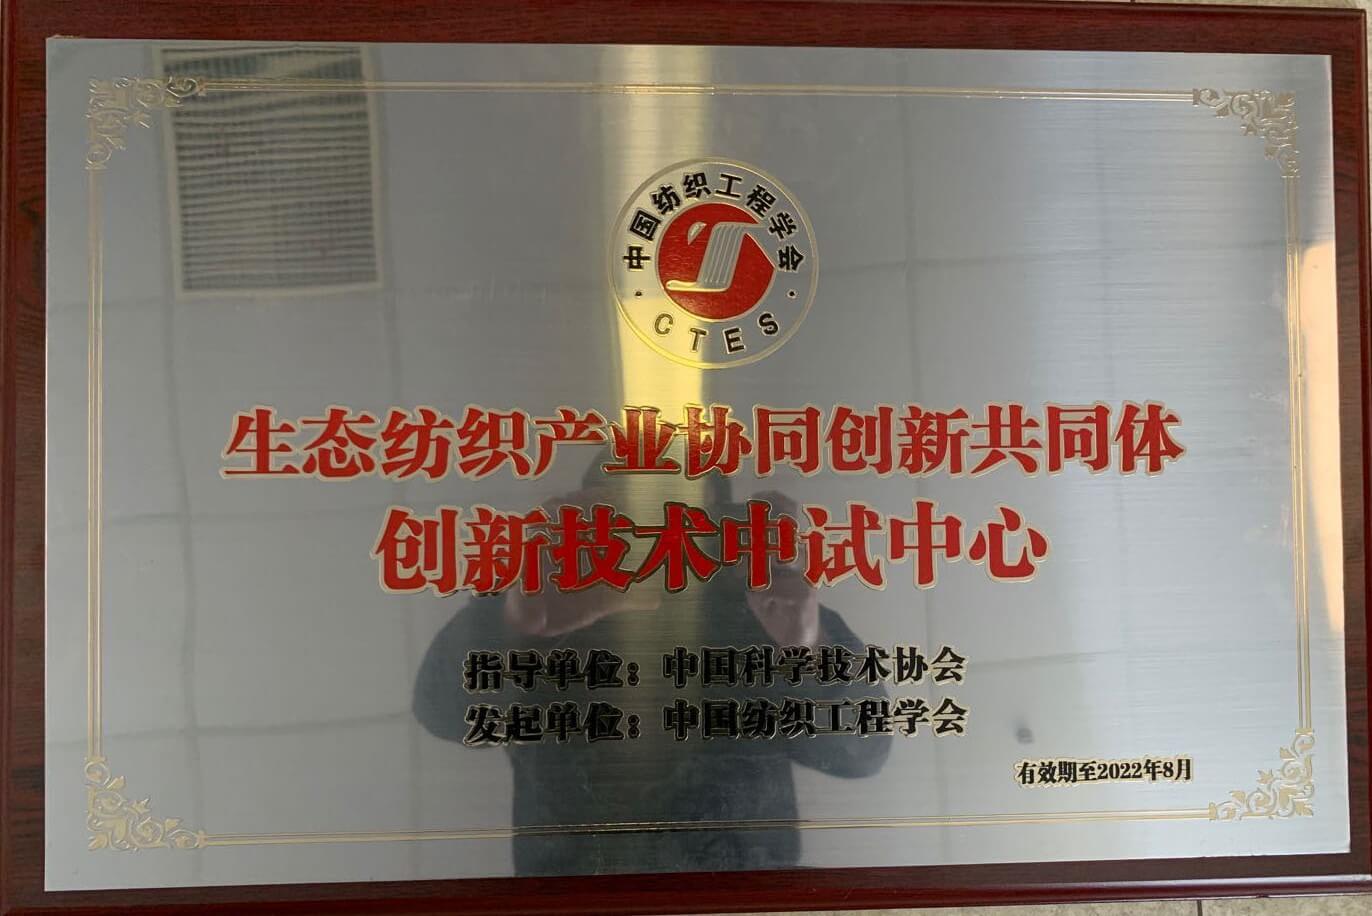 中国纺织工程学会
CTES
生态纺织产业协同创新共同体
创新技术中试中心
指导单位：中国科学技术协会
发起单位：中国纺织工程学会
有效期至2022年8月